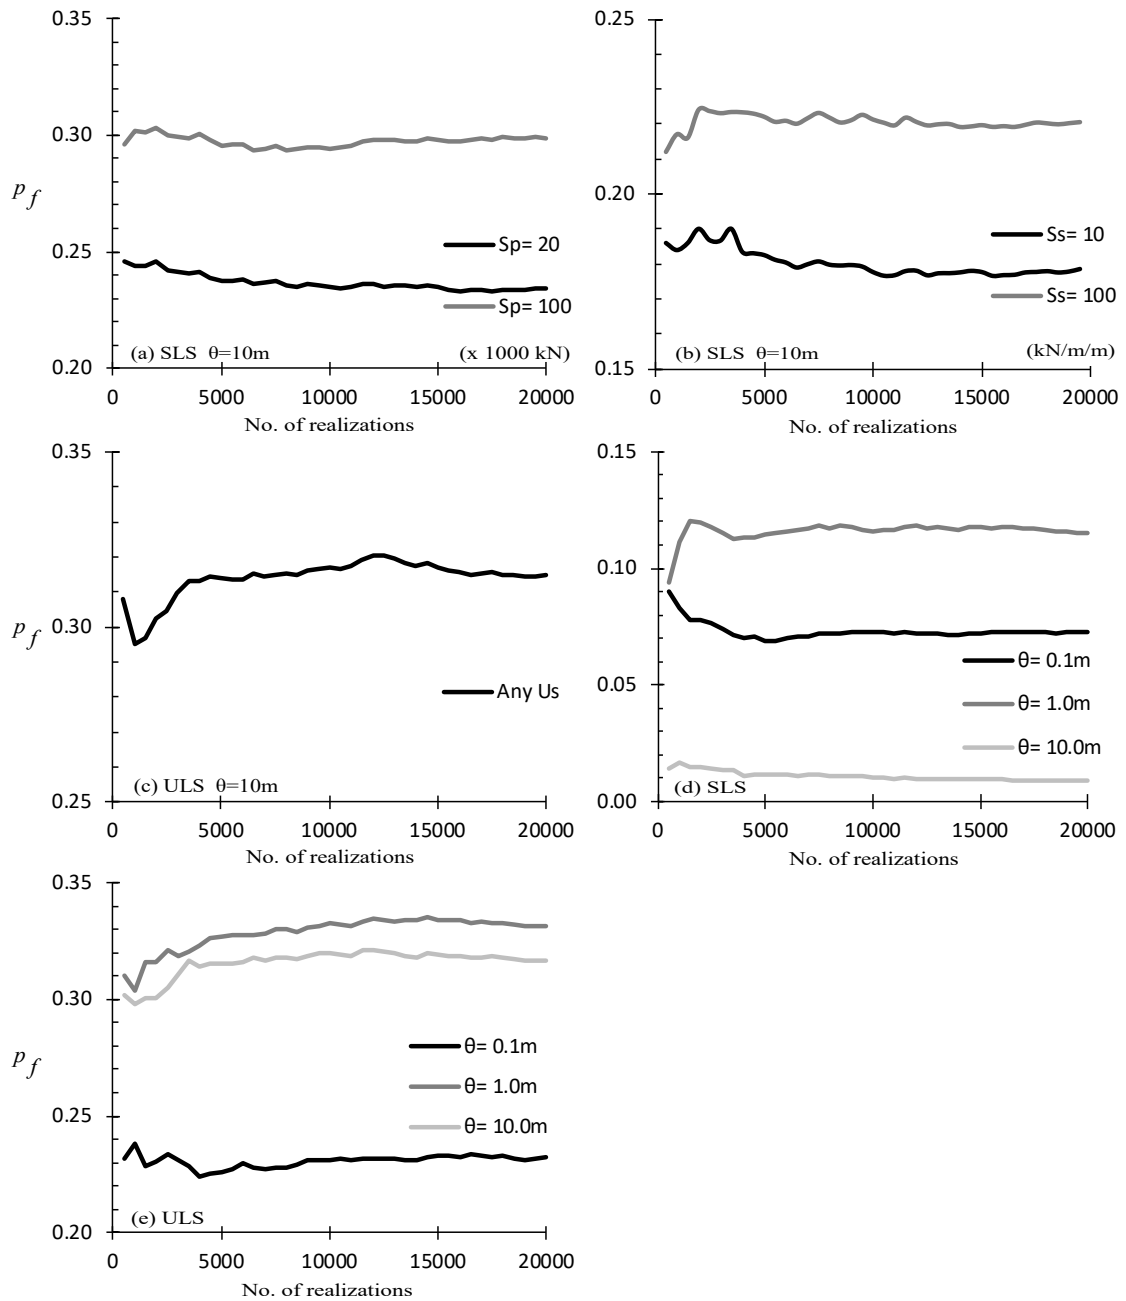 0.35
0.30
0.25
0.20
p f
Sp= 20
Sp= 100
(a) SLS θ=10m
(x 1000 kN)
0 5000 10000 15000 20000
No. of realizations
0.25
0.20
0.15
Ss= 10
Ss= 100
(b) SLS θ=10m
(kN/m/m)
0 5000 10000 15000 20000
No. of realizations
0.35
0.30
0.25
p f
Any Us
(c) ULS θ=10m
0 5000 10000 15000 20000
No. of realizations
0.15
0.10
0.05
0.00
θ= 0.1m
θ= 1.0m
θ= 10.0m
(d) SLS
0 5000 10000 15000 20000
No. of realizations
0.35
0.30
0.25
0.20
p f
θ= 0.1m
θ= 1.0m
θ= 10.0m
(e) ULS
0 5000 10000 15000 20000
No. of realizations